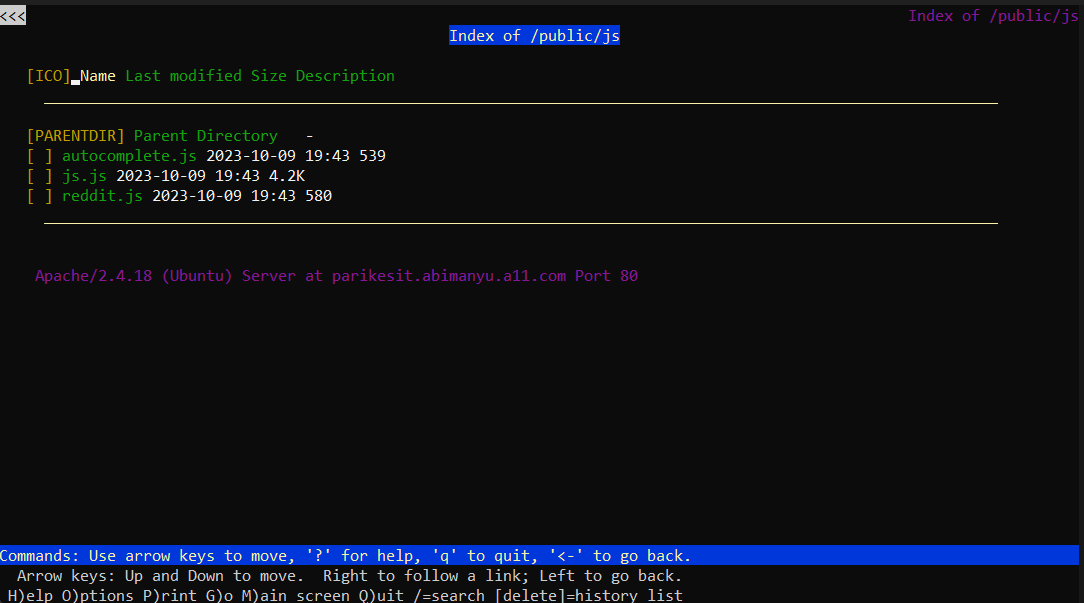 <<< Index of /public/js
Index of /public/js
[ICO] Name Last modified Size Description
[PARENTDIR] Parent Directory -
[ ] autocomplete.js 2023-10-09 19:43 539
[ ] js.js 2023-10-09 19:43 4.2K
[ ] reddit.js 2023-10-09 19:43 580
Apache/2.4.18 (Ubuntu) Server at parikesit.abimanyu.a11.com Port 80
Commands: Use arrow keys to move, '?' for help, 'q' to quit, '<-' to go back.
Arrow keys: Up and Down to move. Right to follow a link; Left to go back.
H)elp O)ptions P)rint G)o M)ain screen Q)uit /=search [delete]=history list